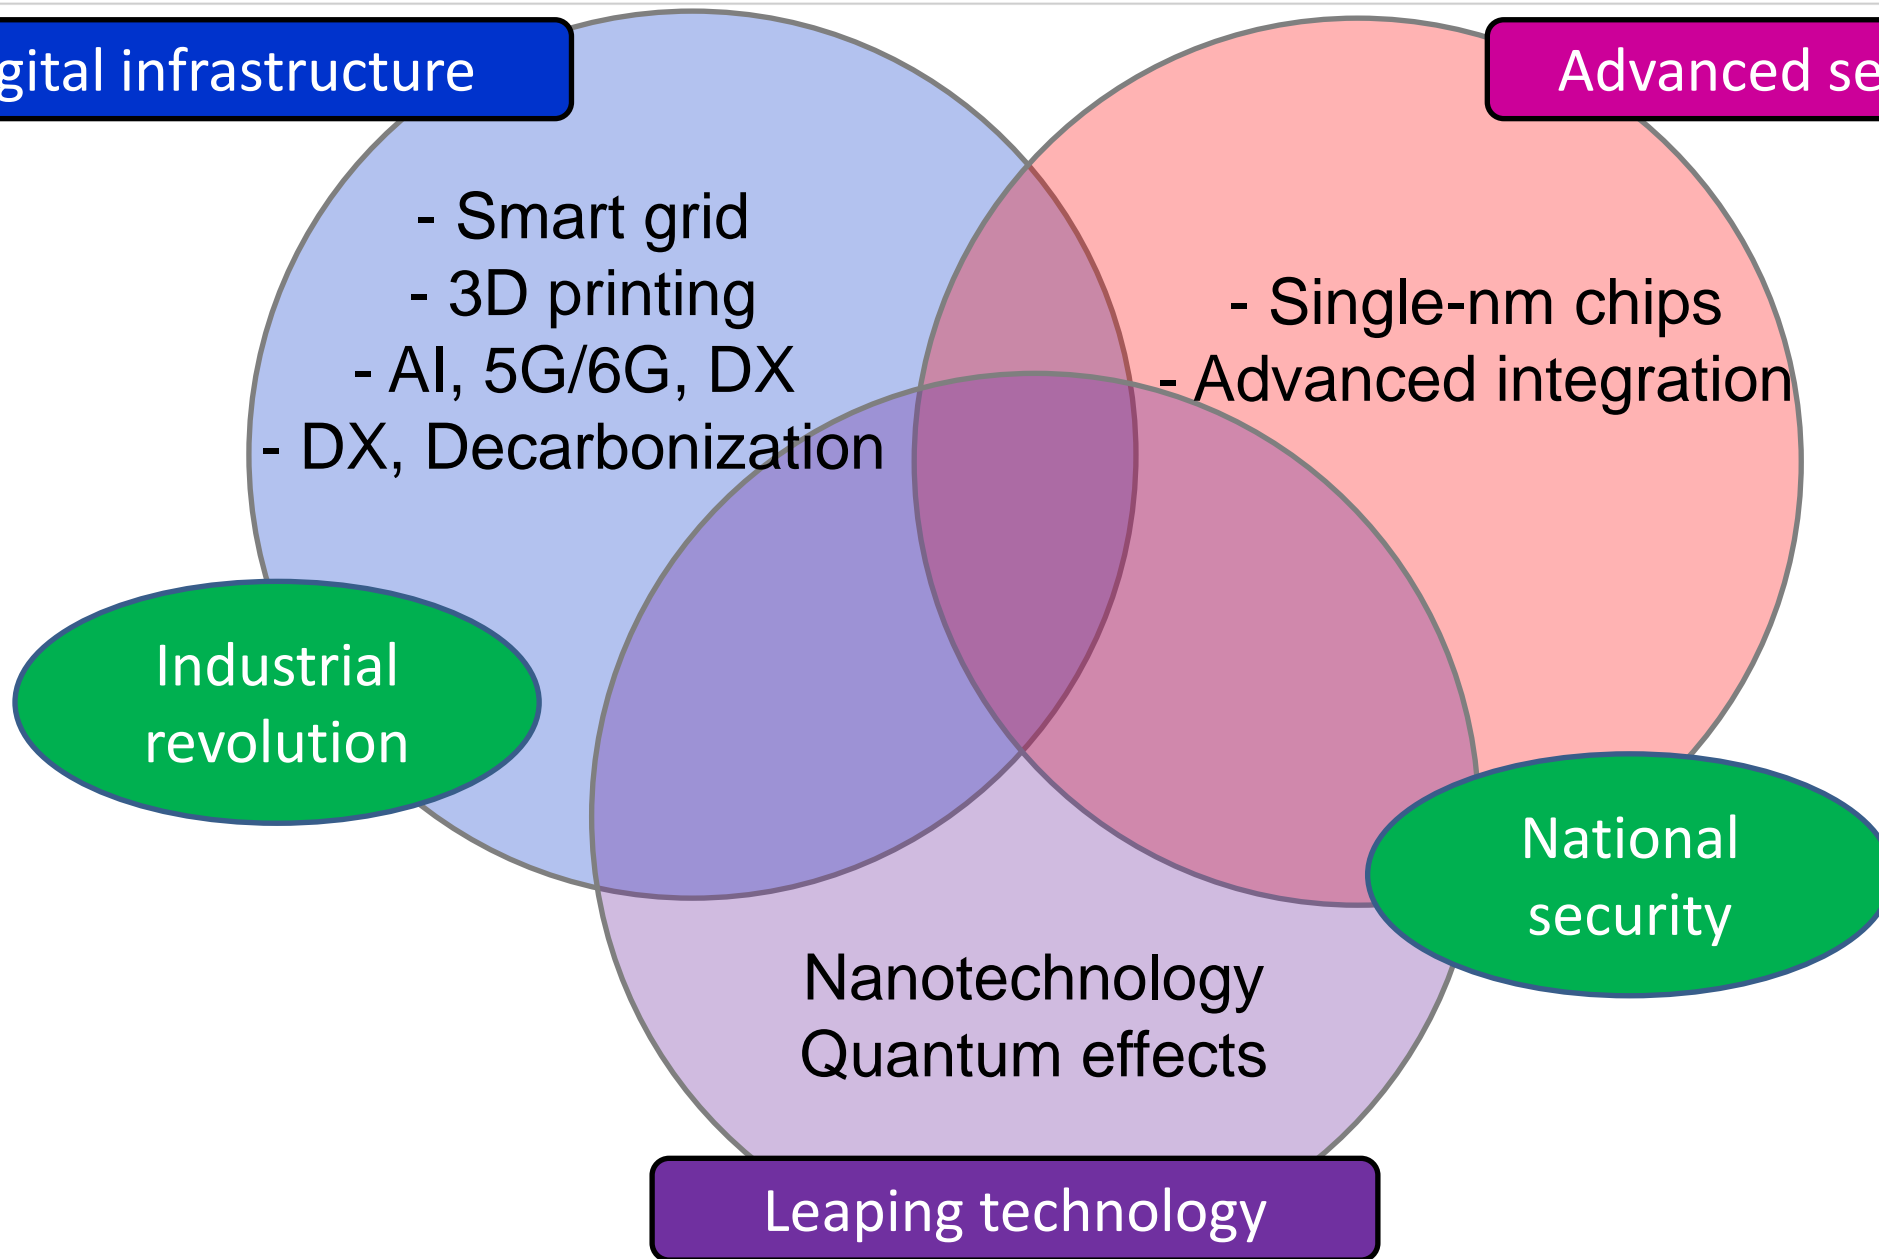 gital infrastructure
Advanced se
- Smart grid
- 3D printing
- AI, 5G/6G, DX
- DX, Decarbonization
- Single-nm chips
- Advanced integration
Industrial
revolution
National
security
Nanotechnology
Quantum effects
Leaping technology